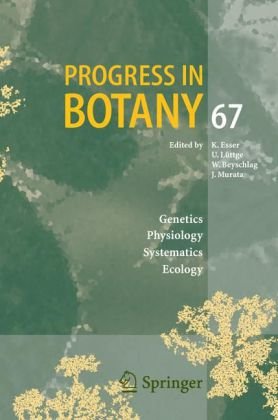 PROGRESS IN
BOTANY 67
Edited by
K. Esser
U. Lüttge
W. Beyschlag
J. Murata
Genetics
Physiology
Systematics
Ecology
Springer